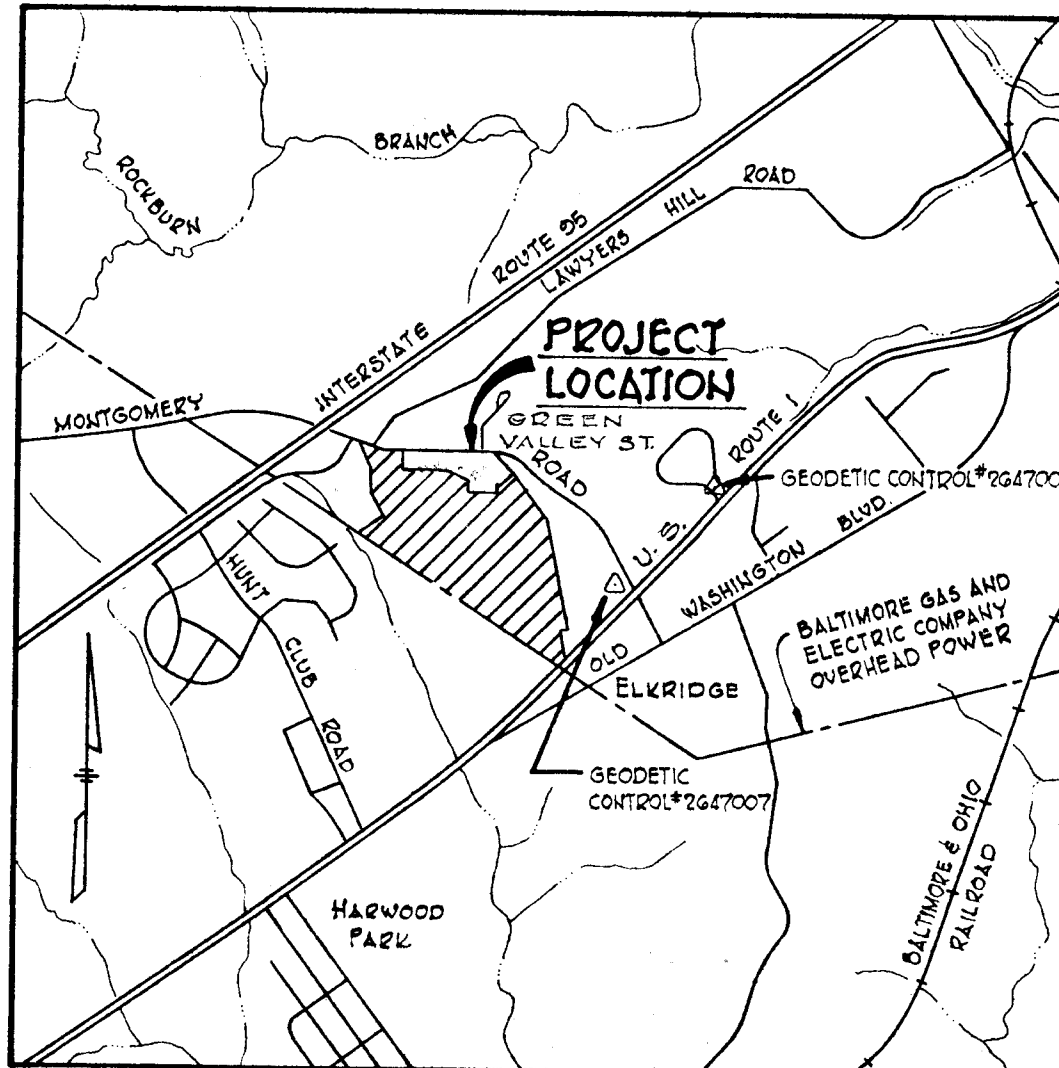 BRANCH
ROCKBURN
ROAD
HILL
LAWYERS
ROUTE 95
INTERSTATE
MONTGOMERY
PROJECT
LOCATION
GREEN
VALLEY ST.
ROAD
ROUTE 1
U. S.
GEODETIC CONTROL #264700
WASHINGTON BLVD.
OLD
ELKRIDGE
HUNT
CLUB
ROAD
BALTIMORE GAS AND
ELECTRIC COMPANY
OVERHEAD POWER
GEODETIC
CONTROL #2647007
HARWOOD
PARK
BALTIMORE & OHIO
RAILROAD